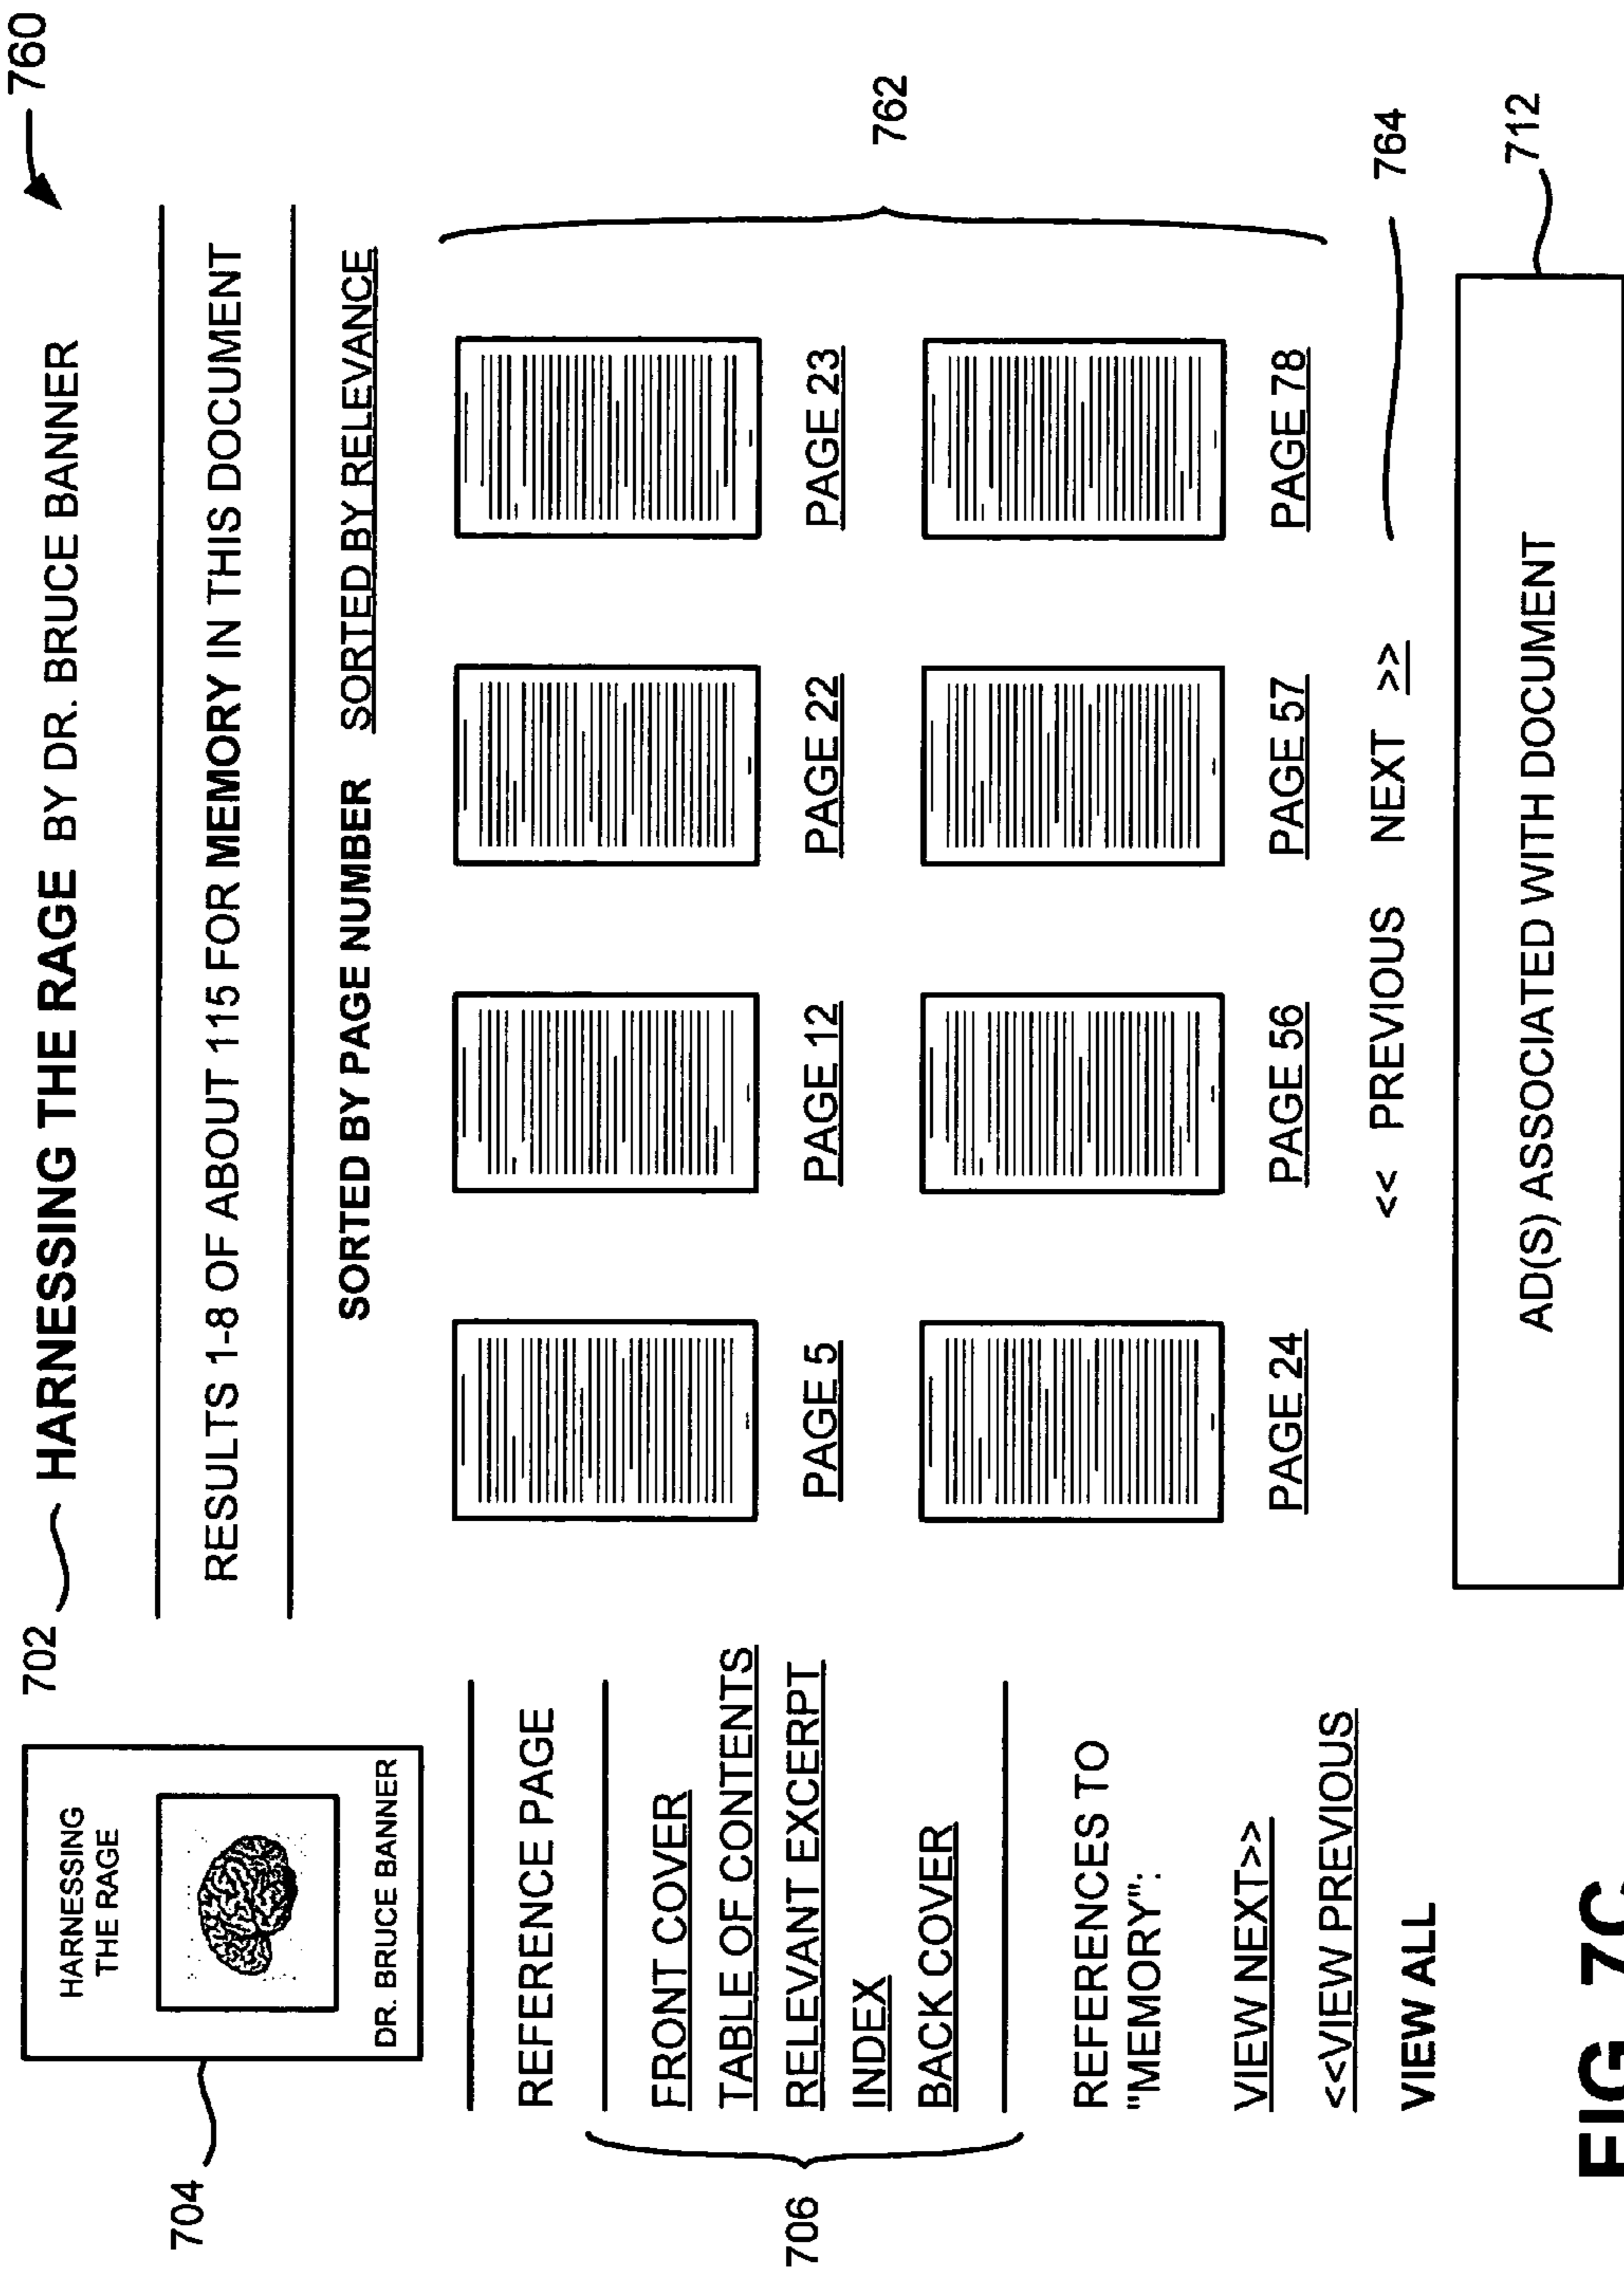 760
702 HARNESSING THE RAGE BY DR. BRUCE BANNER
HARNESSING
THE RAGE
DR. BRUCE BANNER
704
REFERENCE PAGE
FRONT COVER
TABLE OF CONTENTS
RELEVANT EXCERPT
INDEX
BACK COVER
706
REFERENCES TO
"MEMORY":
VIEW NEXT>>
<<VIEW PREVIOUS
VIEW ALL
RESULTS 1-8 OF ABOUT 115 FOR MEMORY IN THIS DOCUMENT
SORTED BY PAGE NUMBER SORTED BY RELEVANCE
PAGE 5 PAGE 12 PAGE 22 PAGE 23
762
PAGE 24 PAGE 56 PAGE 57 PAGE 78
<< PREVIOUS NEXT >> 764
AD(S) ASSOCIATED WITH DOCUMENT
712
FIG. 7C